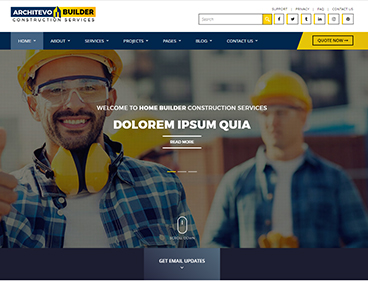 ARCHITEVO BUILDER
CONSTRUCTION SERVICES
SUPPORT | PRIVACY | FAQ | CONTACT US
Search
HOME ABOUT SERVICES PROJECTS PAGES BLOG CONTACT US QUOTE NOW
WELCOME TO HOME BUILDER CONSTRUCTION SERVICES
DOLOREM IPSUM QUIA
READ MORE
SCROLL DOWN
GET EMAIL UPDATES